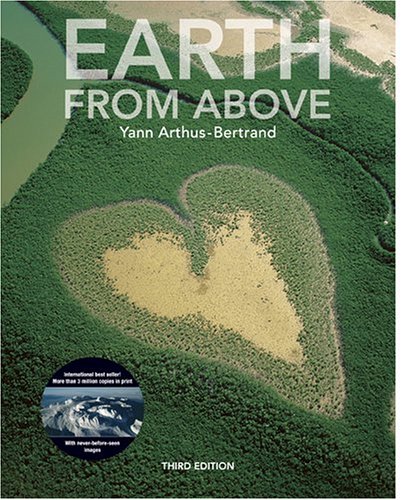 EARTH
FROM ABOVE
Yann Arthus-Bertrand
International best seller!
More than 3 million copies in print
With never-before-seen
images
THIRD EDITION